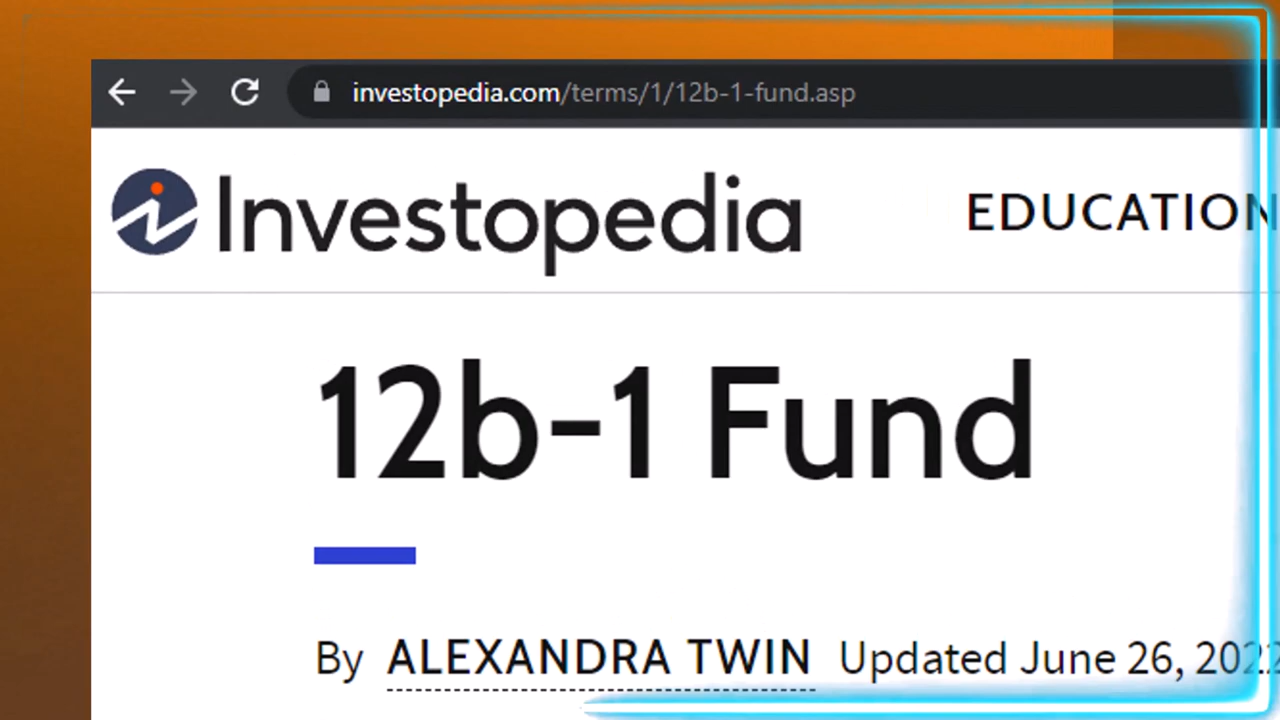 investopedia.com/terms/1/12b-1-fund.asp
Investopedia EDUCATION
12b-1 Fund
By ALEXANDRA TWIN Updated June 26, 2022